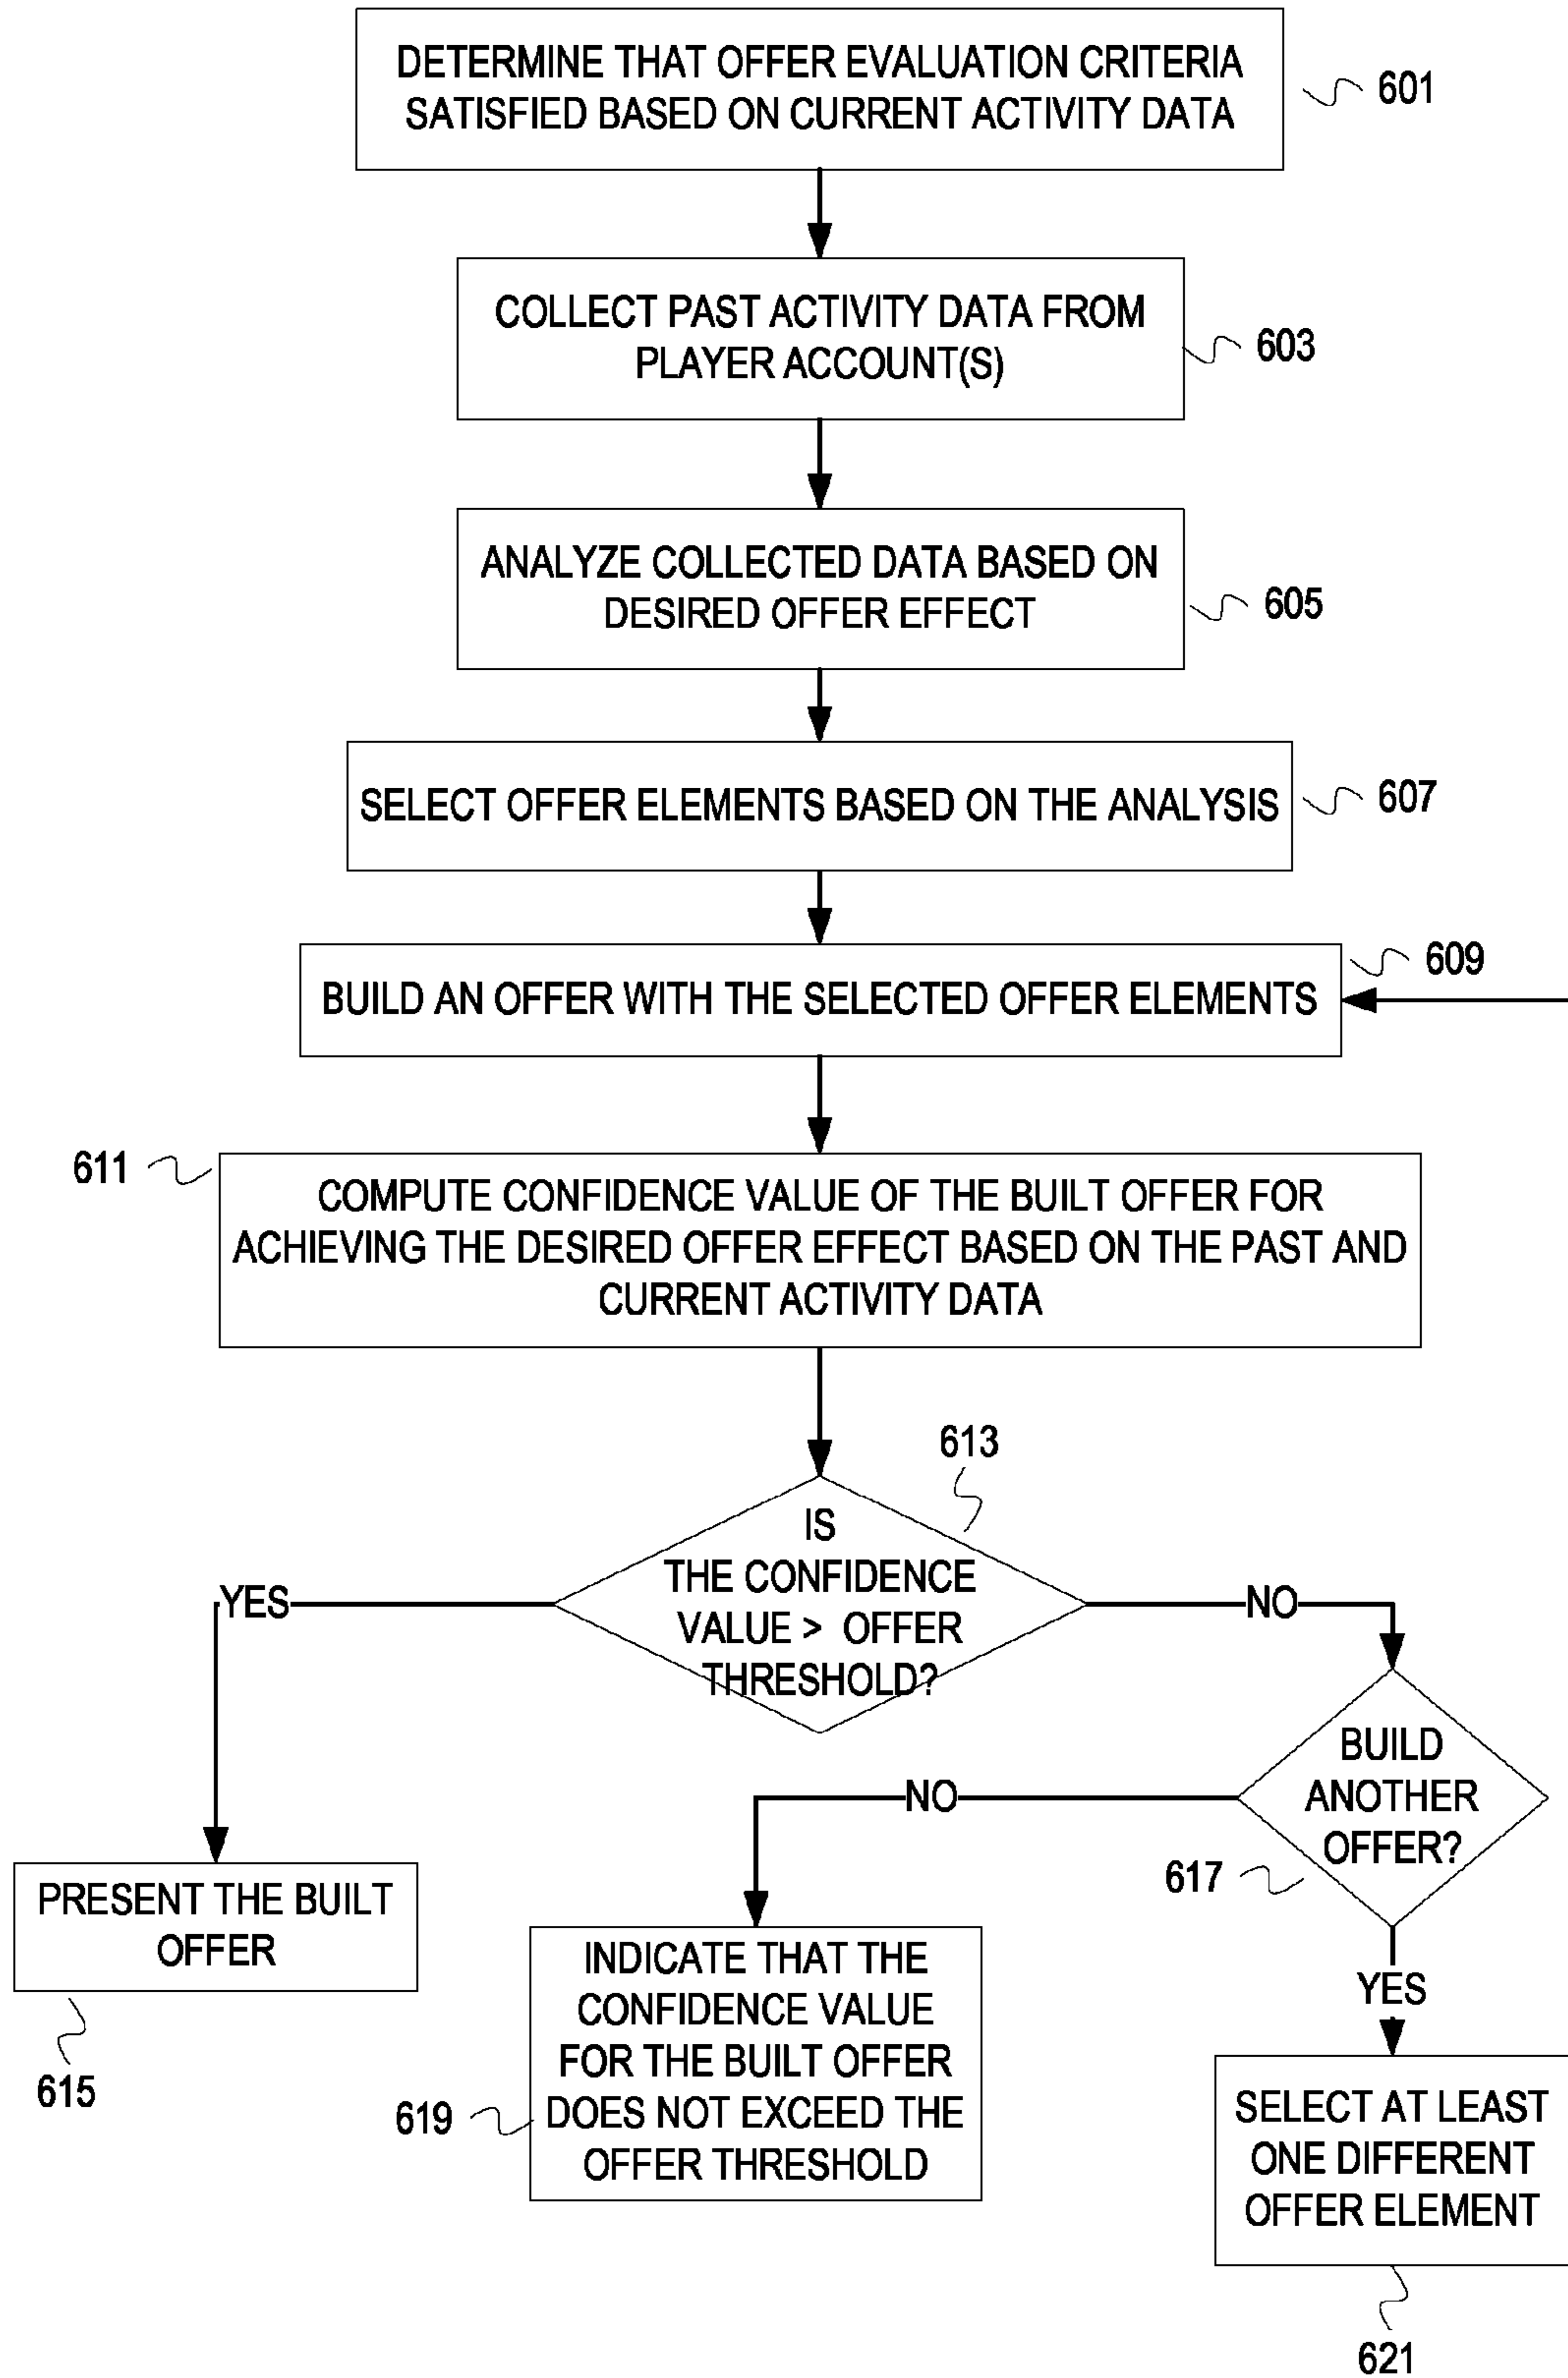 DETERMINE THAT OFFER EVALUATION CRITERIA
SATISFIED BASED ON CURRENT ACTIVITY DATA
601
COLLECT PAST ACTIVITY DATA FROM
PLAYER ACCOUNT(S)
603
ANALYZE COLLECTED DATA BASED ON
DESIRED OFFER EFFECT
605
SELECT OFFER ELEMENTS BASED ON THE ANALYSIS
607
609
BUILD AN OFFER WITH THE SELECTED OFFER ELEMENTS
611
COMPUTE CONFIDENCE VALUE OF THE BUILT OFFER FOR
ACHIEVING THE DESIRED OFFER EFFECT BASED ON THE PAST AND
CURRENT ACTIVITY DATA
613
IS
THE CONFIDENCE
VALUE > OFFER
THRESHOLD?
YES
NO
BUILD
ANOTHER
OFFER?
617
NO
YES
PRESENT THE BUILT
OFFER
615
INDICATE THAT THE
CONFIDENCE VALUE
FOR THE BUILT OFFER
DOES NOT EXCEED THE
OFFER THRESHOLD
619
SELECT AT LEAST
ONE DIFFERENT
OFFER ELEMENT
621